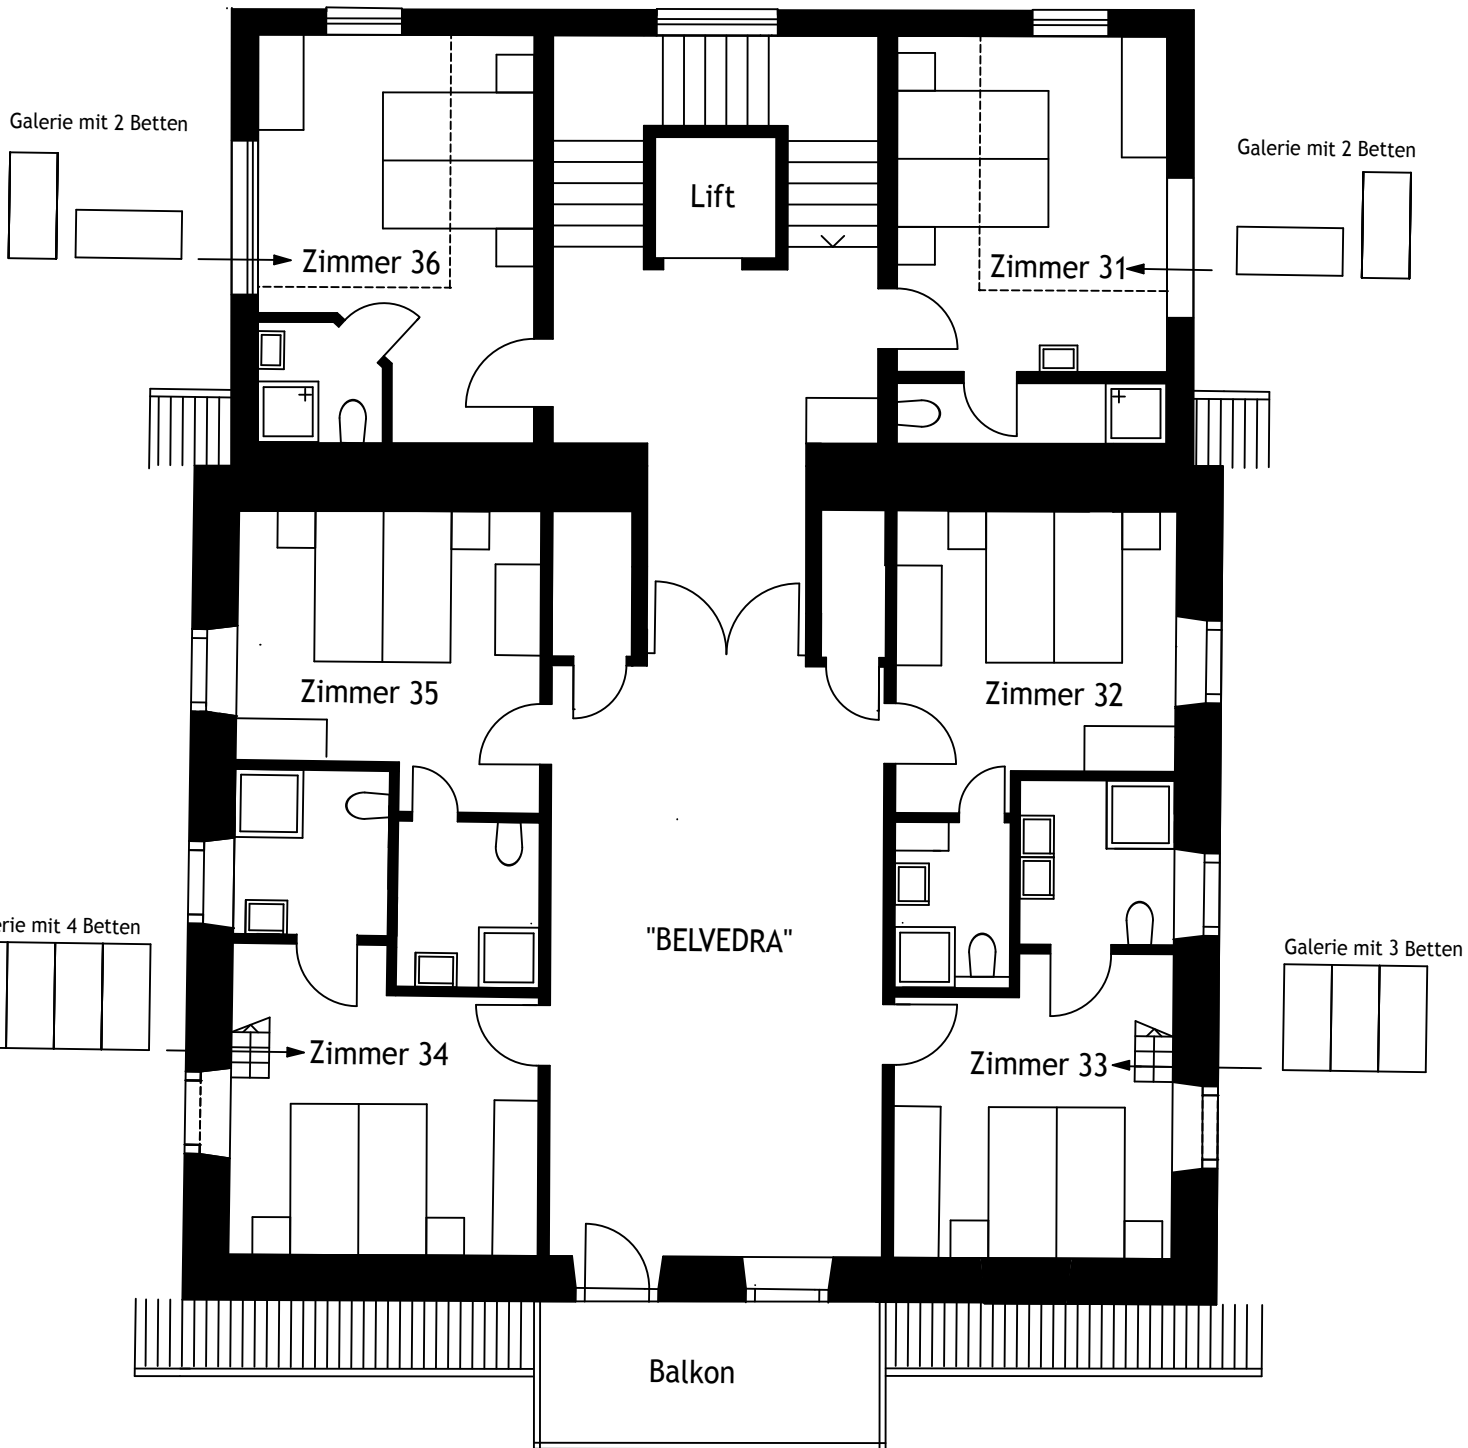 Galerie mit 2 Betten
Galerie mit 2 Betten
Lift
Zimmer 36
Zimmer 31
Zimmer 35
Zimmer 32
erie mit 4 Betten
"BELVEDRA"
Galerie mit 3 Betten
Zimmer 34
Zimmer 33
Balkon